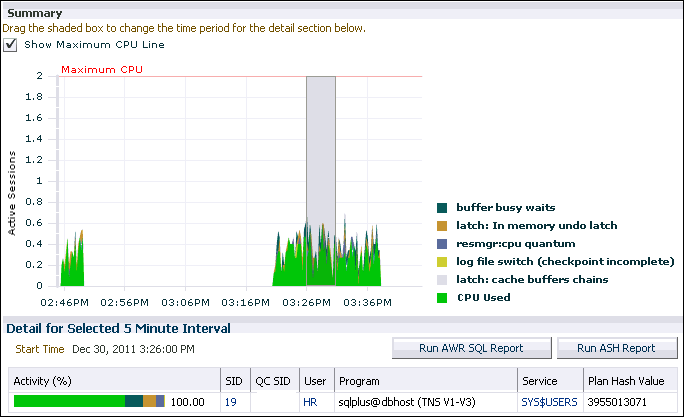 Summary
Drag the shaded box to change the time period for the detail section below.
Show Maximum CPU Line
Maximum CPU
2
1.8
1.6
1.4
1.2
1
0.8
0.6
0.4
0.2
0
Active Sessions
02:46PM 02:56PM 03:06PM 03:16PM 03:26PM 03:36PM
buffer busy waits
latch: In memory undo latch
resmgr:cpu quantum
log file switch (checkpoint incomplete)
latch: cache buffers chains
CPU Used
Detail for Selected 5 Minute Interval
Start Time Dec 30, 2011 3:26:00 PM
Run AWR SQL Report Run ASH Report
Activity (%) SID QC SID User Program Service Plan Hash Value
100.00 19 HR sqlplus@dbhost (TNS V1-V3) SYS$USERS 3955013071